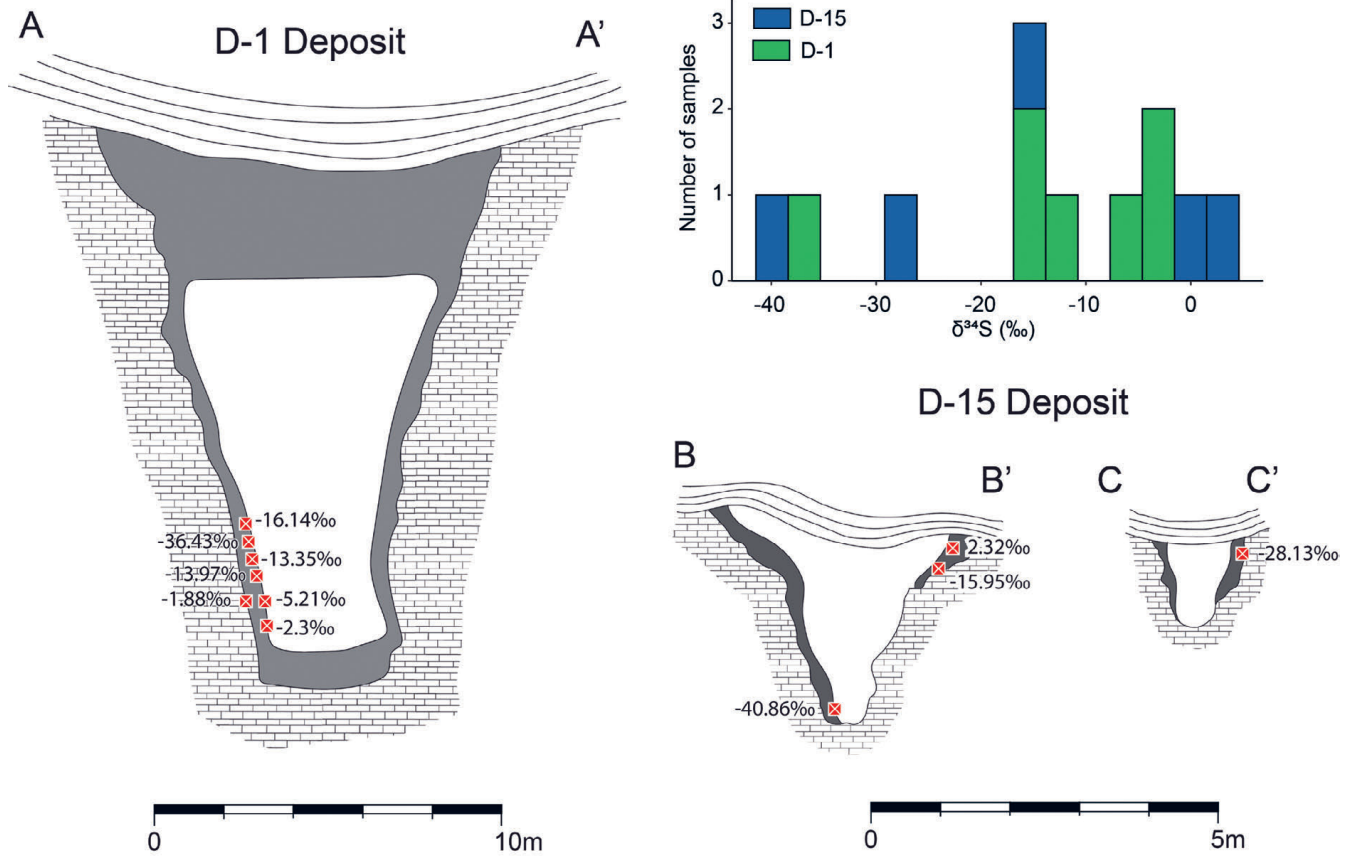 A
D-1 Deposit
A’
-16.14‰
-36.43‰
-13.35‰
-13.97‰
-1.88‰
-5.21‰
-2.3‰
0
10m
D-15
D-1
Number of samples
3
2
1
0
-40
-30
-20
-10
0
δ³⁴S (‰)
D-15 Deposit
B
B’
C
C’
2.32‰
-15.95‰
-28.13‰
-40.86‰
0
5m